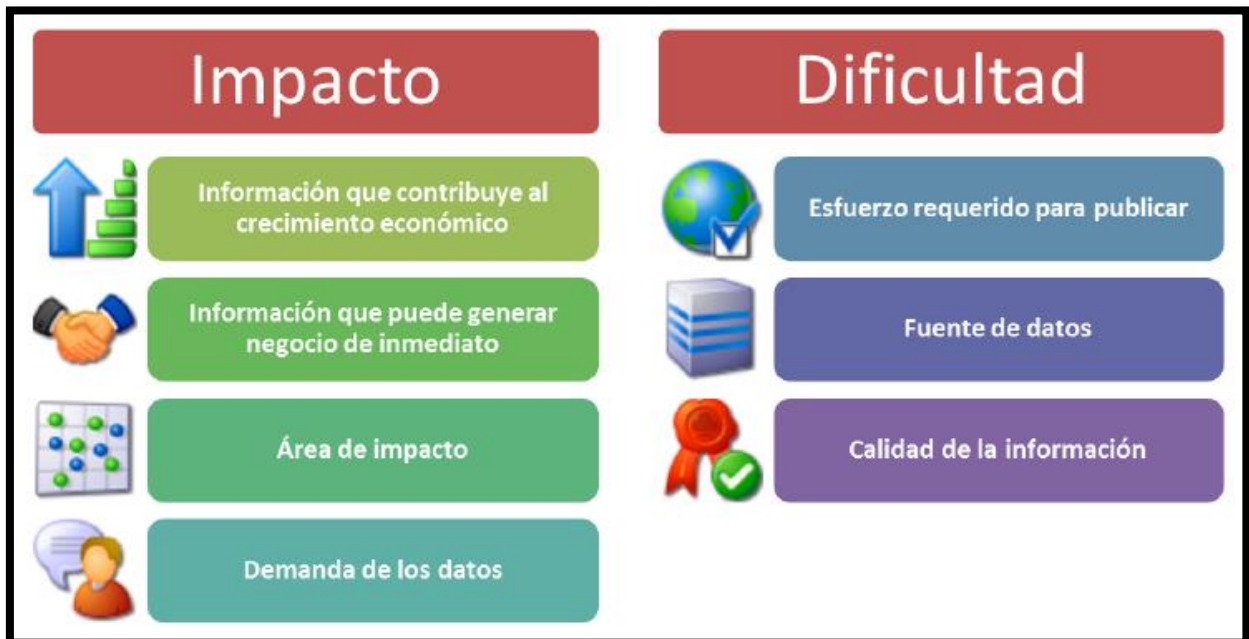 Impacto
Información que contribuye al
crecimiento económico
Información que puede generar
negocio de inmediato
Área de impacto
Demanda de los datos
Dificultad
Esfuerzo requerido para publicar
Fuente de datos
Calidad de la información